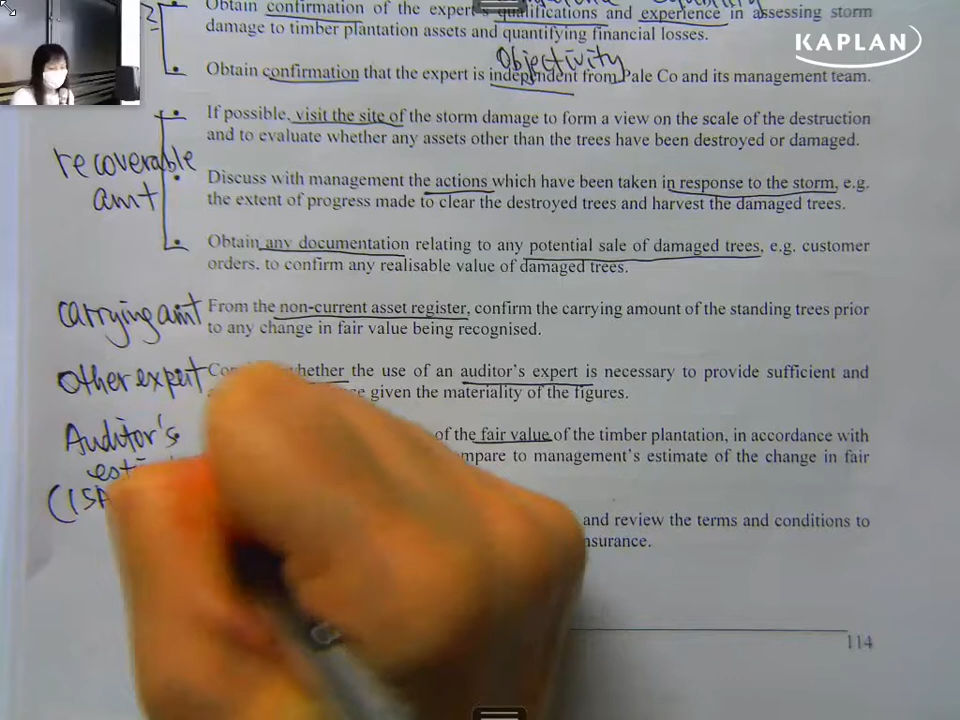 Obtain confirmation of the expert's qualifications and experience in assessing storm
damage to timber plantation assets and quantifying financial losses.
KAPLAN
Objectivity
Obtain confirmation that the expert is independent from Pale Co and its management team.
If possible, visit the site of the storm damage to form a view on the scale of the destruction
and to evaluate whether any assets other than the trees have been destroyed or damaged.
recoverable
amt
Discuss with management the actions which have been taken in response to the storm, e.g.
the extent of progress made to clear the destroyed trees and harvest the damaged trees.
Obtain any documentation relating to any potential sale of damaged trees, e.g. customer
orders. to confirm any realisable value of damaged trees.
carrying amt
From the non-current asset register, confirm the carrying amount of the standing trees prior
to any change in fair value being recognised.
other expert
whether the use of an auditor's expert is necessary to provide sufficient and
given the materiality of the figures.
Auditor's
of the fair value of the timber plantation, in accordance with
to management's estimate of the change in fair
(ISA
and review the terms and conditions to
114